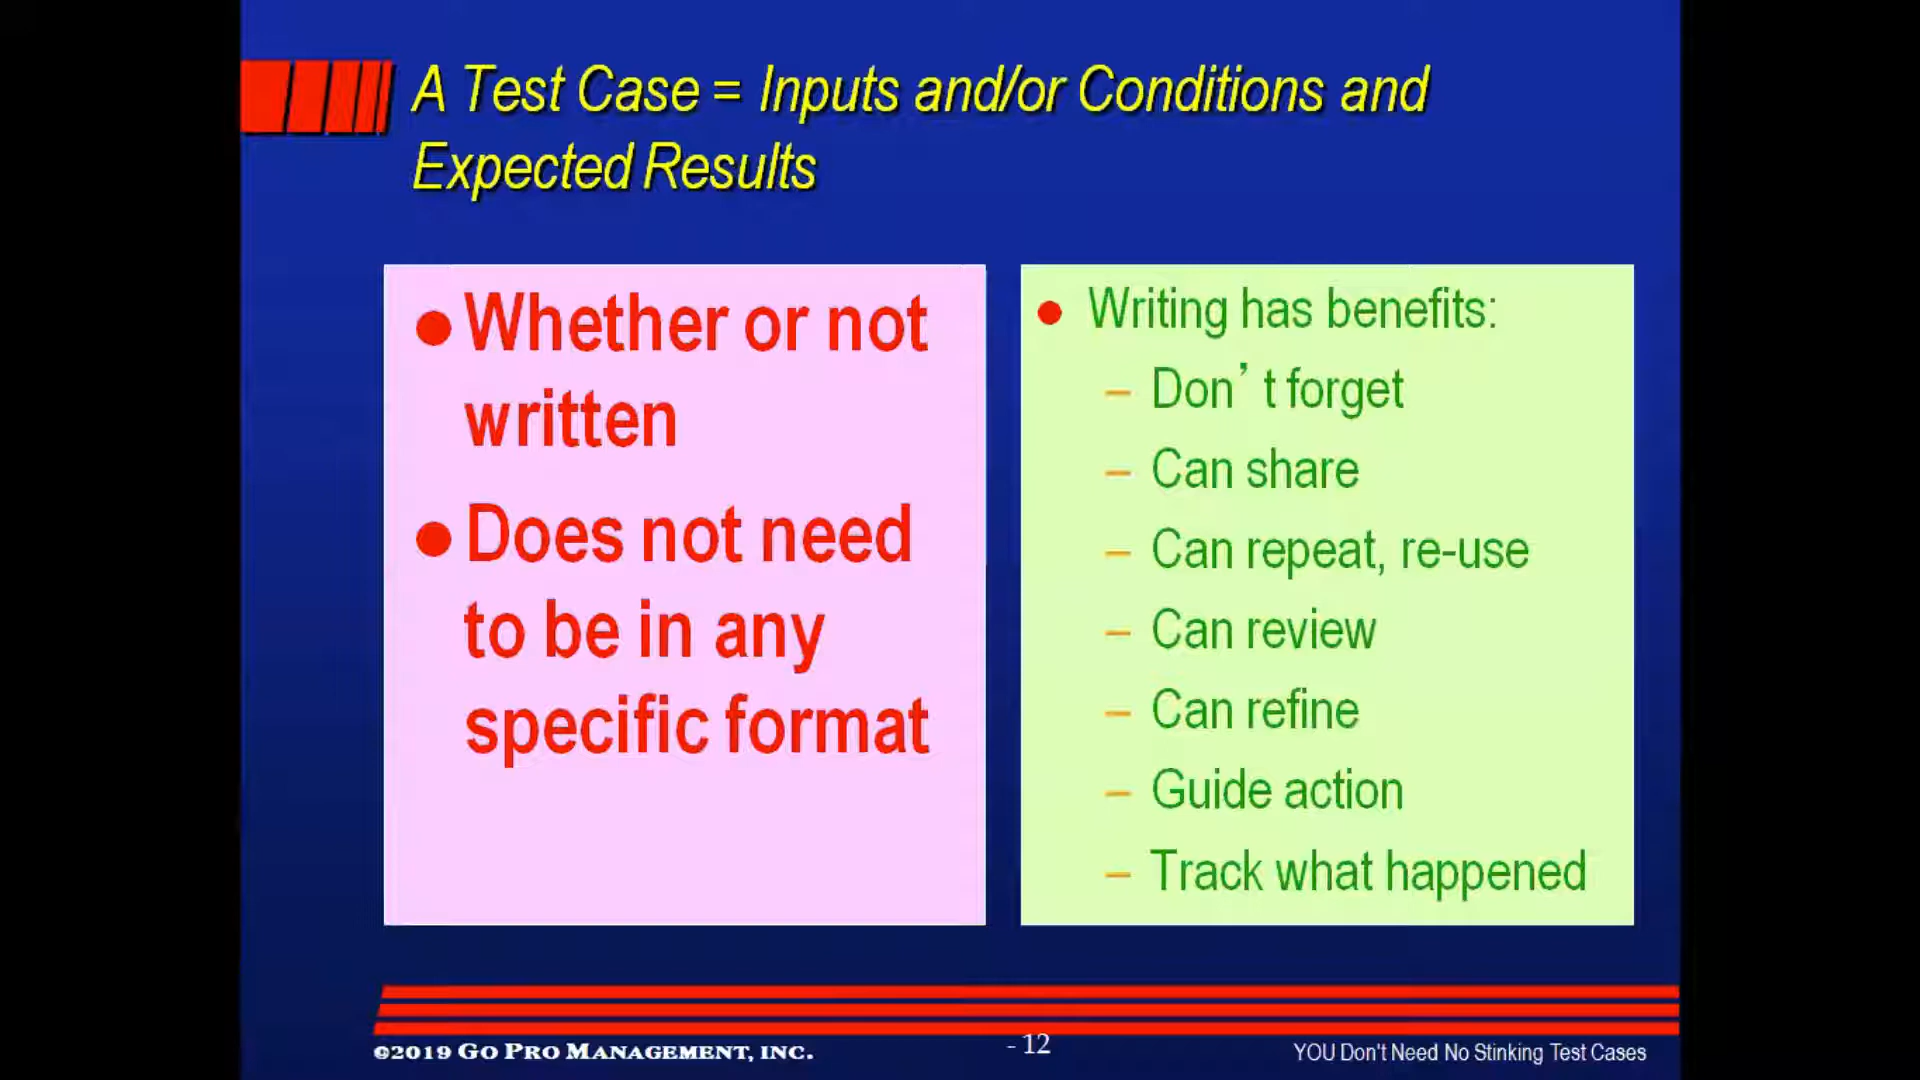 A Test Case = Inputs and/or Conditions and
Expected Results
● Whether or not
written
● Does not need
to be in any
specific format
● Writing has benefits:
– Don’t forget
– Can share
– Can repeat, re-use
– Can review
– Can refine
– Guide action
– Track what happened
©2019 GO PRO MANAGEMENT, INC.
- 12
YOU Don't Need No Stinking Test Cases